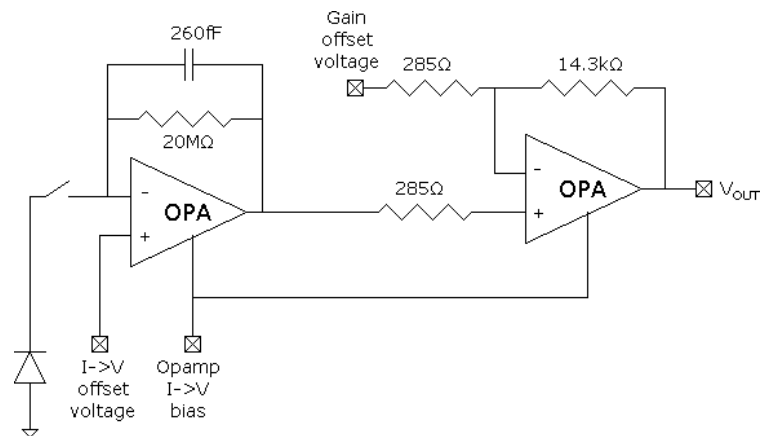 260fF
20MΩ
-
OPA
+
Gain
offset
voltage
285Ω
14.3kΩ
285Ω
-
OPA
+
V_OUT
I->V
offset
voltage
Opamp
I->V
bias